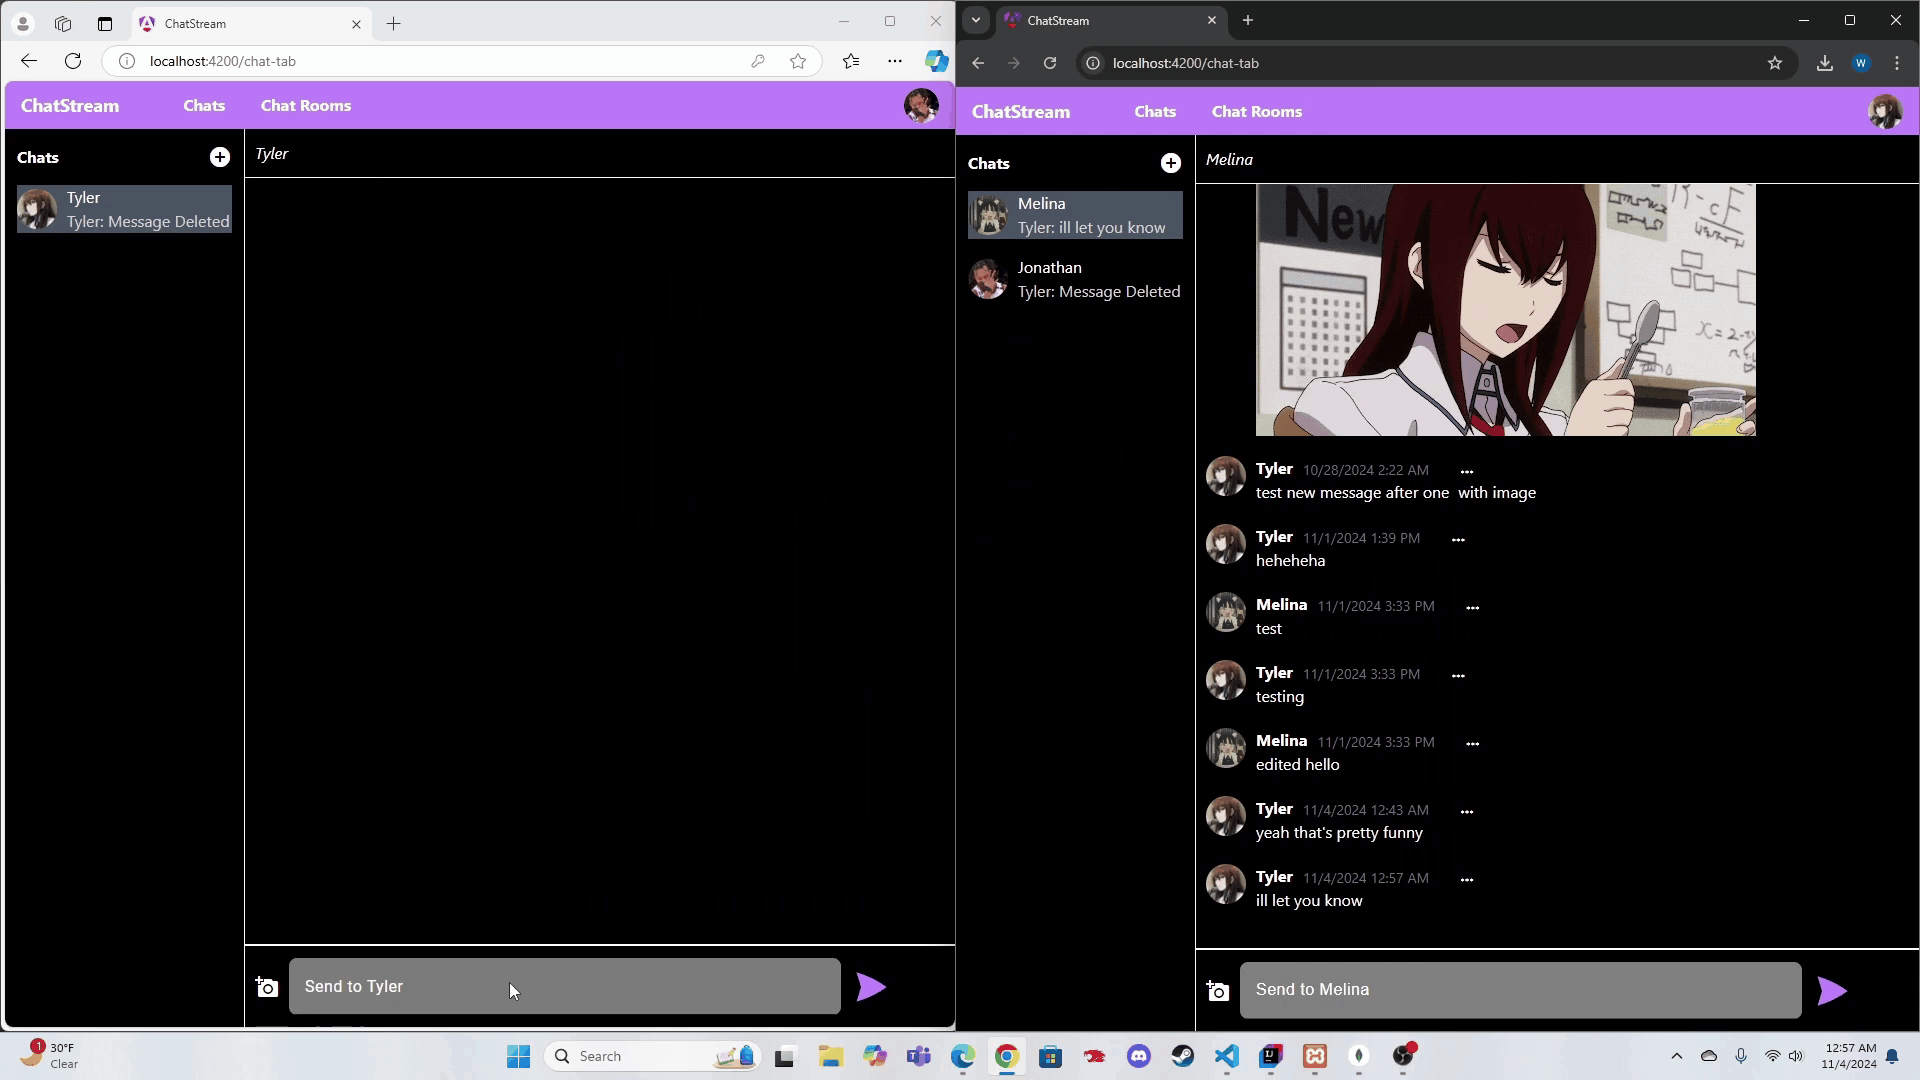 ChatStream
localhost:4200/chat-tab
ChatStream
Chats
Chat Rooms
Chats
Tyler
Tyler: Message Deleted
Tyler
Send to Tyler
ChatStream
localhost:4200/chat-tab
W
ChatStream
Chats
Chat Rooms
Chats
Melina
Tyler: ill let you know
Jonathan
Tyler: Message Deleted
Melina
New
Tyler 10/28/2024 2:22 AM
test new message after one  with image
Tyler 11/1/2024 1:39 PM
heheheha
Melina 11/1/2024 3:33 PM
test
Tyler 11/1/2024 3:33 PM
testing
Melina 11/1/2024 3:33 PM
edited hello
Tyler 11/4/2024 12:43 AM
yeah that's pretty funny
Tyler 11/4/2024 12:57 AM
ill let you know
Send to Melina
1
30°F
Clear
Search
12:57 AM
11/4/2024